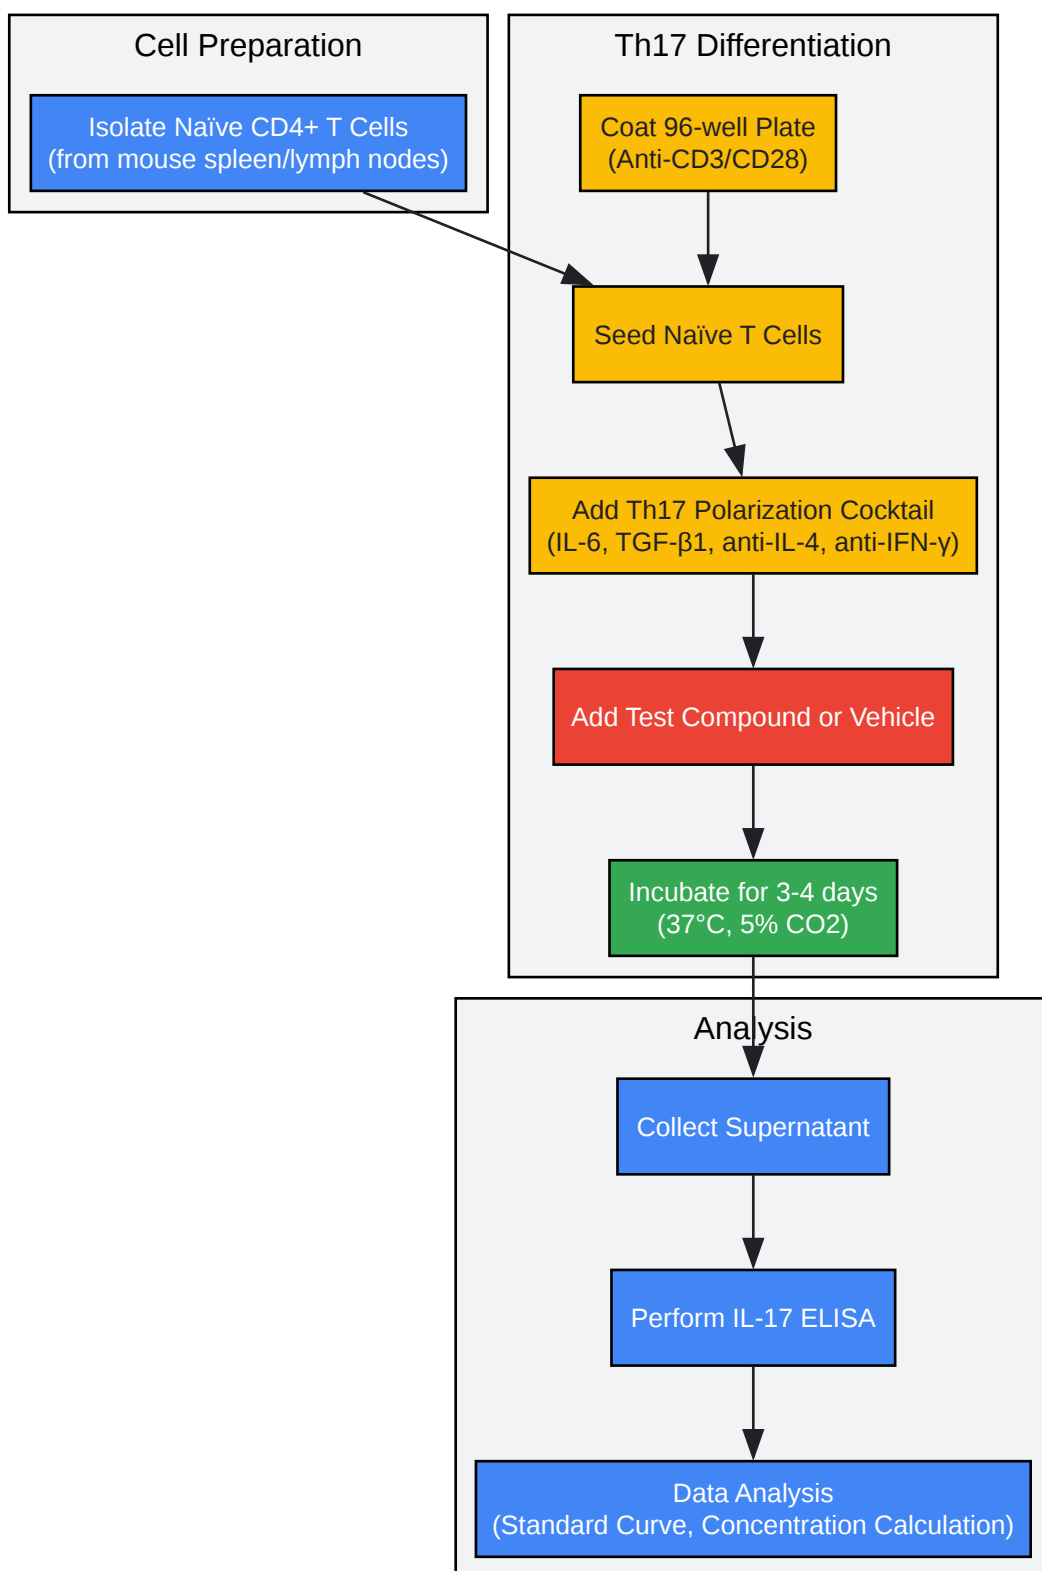 Cell Preparation
Isolate Naïve CD4+ T Cells
(from mouse spleen/lymph nodes)
Th17 Differentiation
Coat 96-well Plate
(Anti-CD3/CD28)
Seed Naïve T Cells
Add Th17 Polarization Cocktail
(IL-6, TGF-β1, anti-IL-4, anti-IFN-γ)
Add Test Compound or Vehicle
Incubate for 3-4 days
(37°C, 5% CO2)
Analysis
Collect Supernatant
Perform IL-17 ELISA
Data Analysis
(Standard Curve, Concentration Calculation)